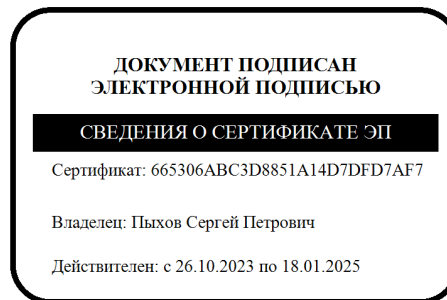 ДОКУМЕНТ ПОДПИСАН
ЭЛЕКТРОННОЙ ПОДПИСЬЮ
СВЕДЕНИЯ О СЕРТИФИКАТЕ ЭП
Сертификат: 665306ABC3D8851A14D7DFD7AF7
Владелец: Пыхов Сергей Петрович
Действителен: с 26.10.2023 по 18.01.2025